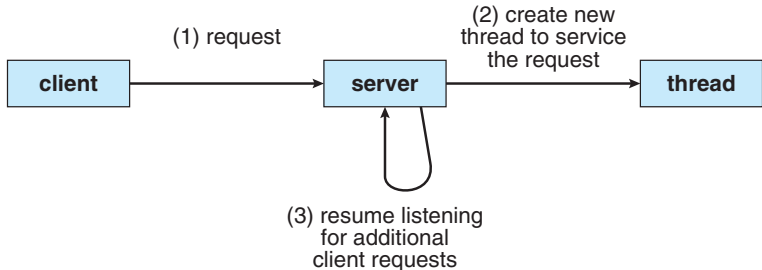 (1) request
(2) create new
thread to service
the request
client
server
thread
(3) resume listening
for additional
client requests